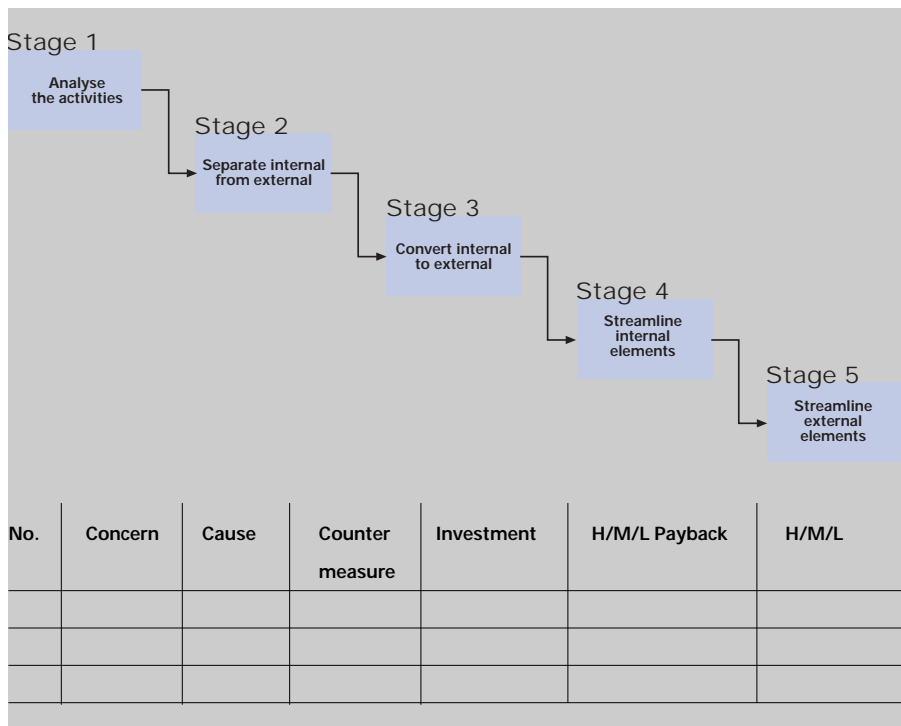 Stage 1
Analyse
the activities
Stage 2
Separate internal
from external
Stage 3
Convert internal
to external
Stage 4
Streamline
internal
elements
Stage 5
Streamline
external
elements
No. Concern Cause Counter Investment H/M/L Payback H/M/L
measure